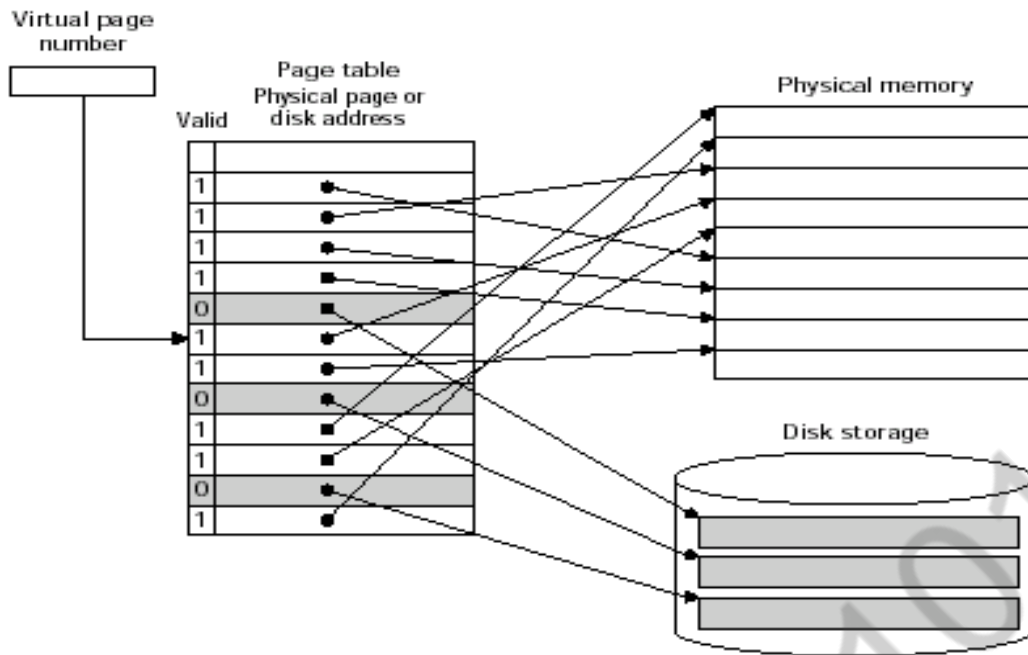 Virtual page
number
Page table
Physical page or
disk address
Valid
Physical memory
1
1
1
1
0
1
1
0
1
1
0
1
Disk storage